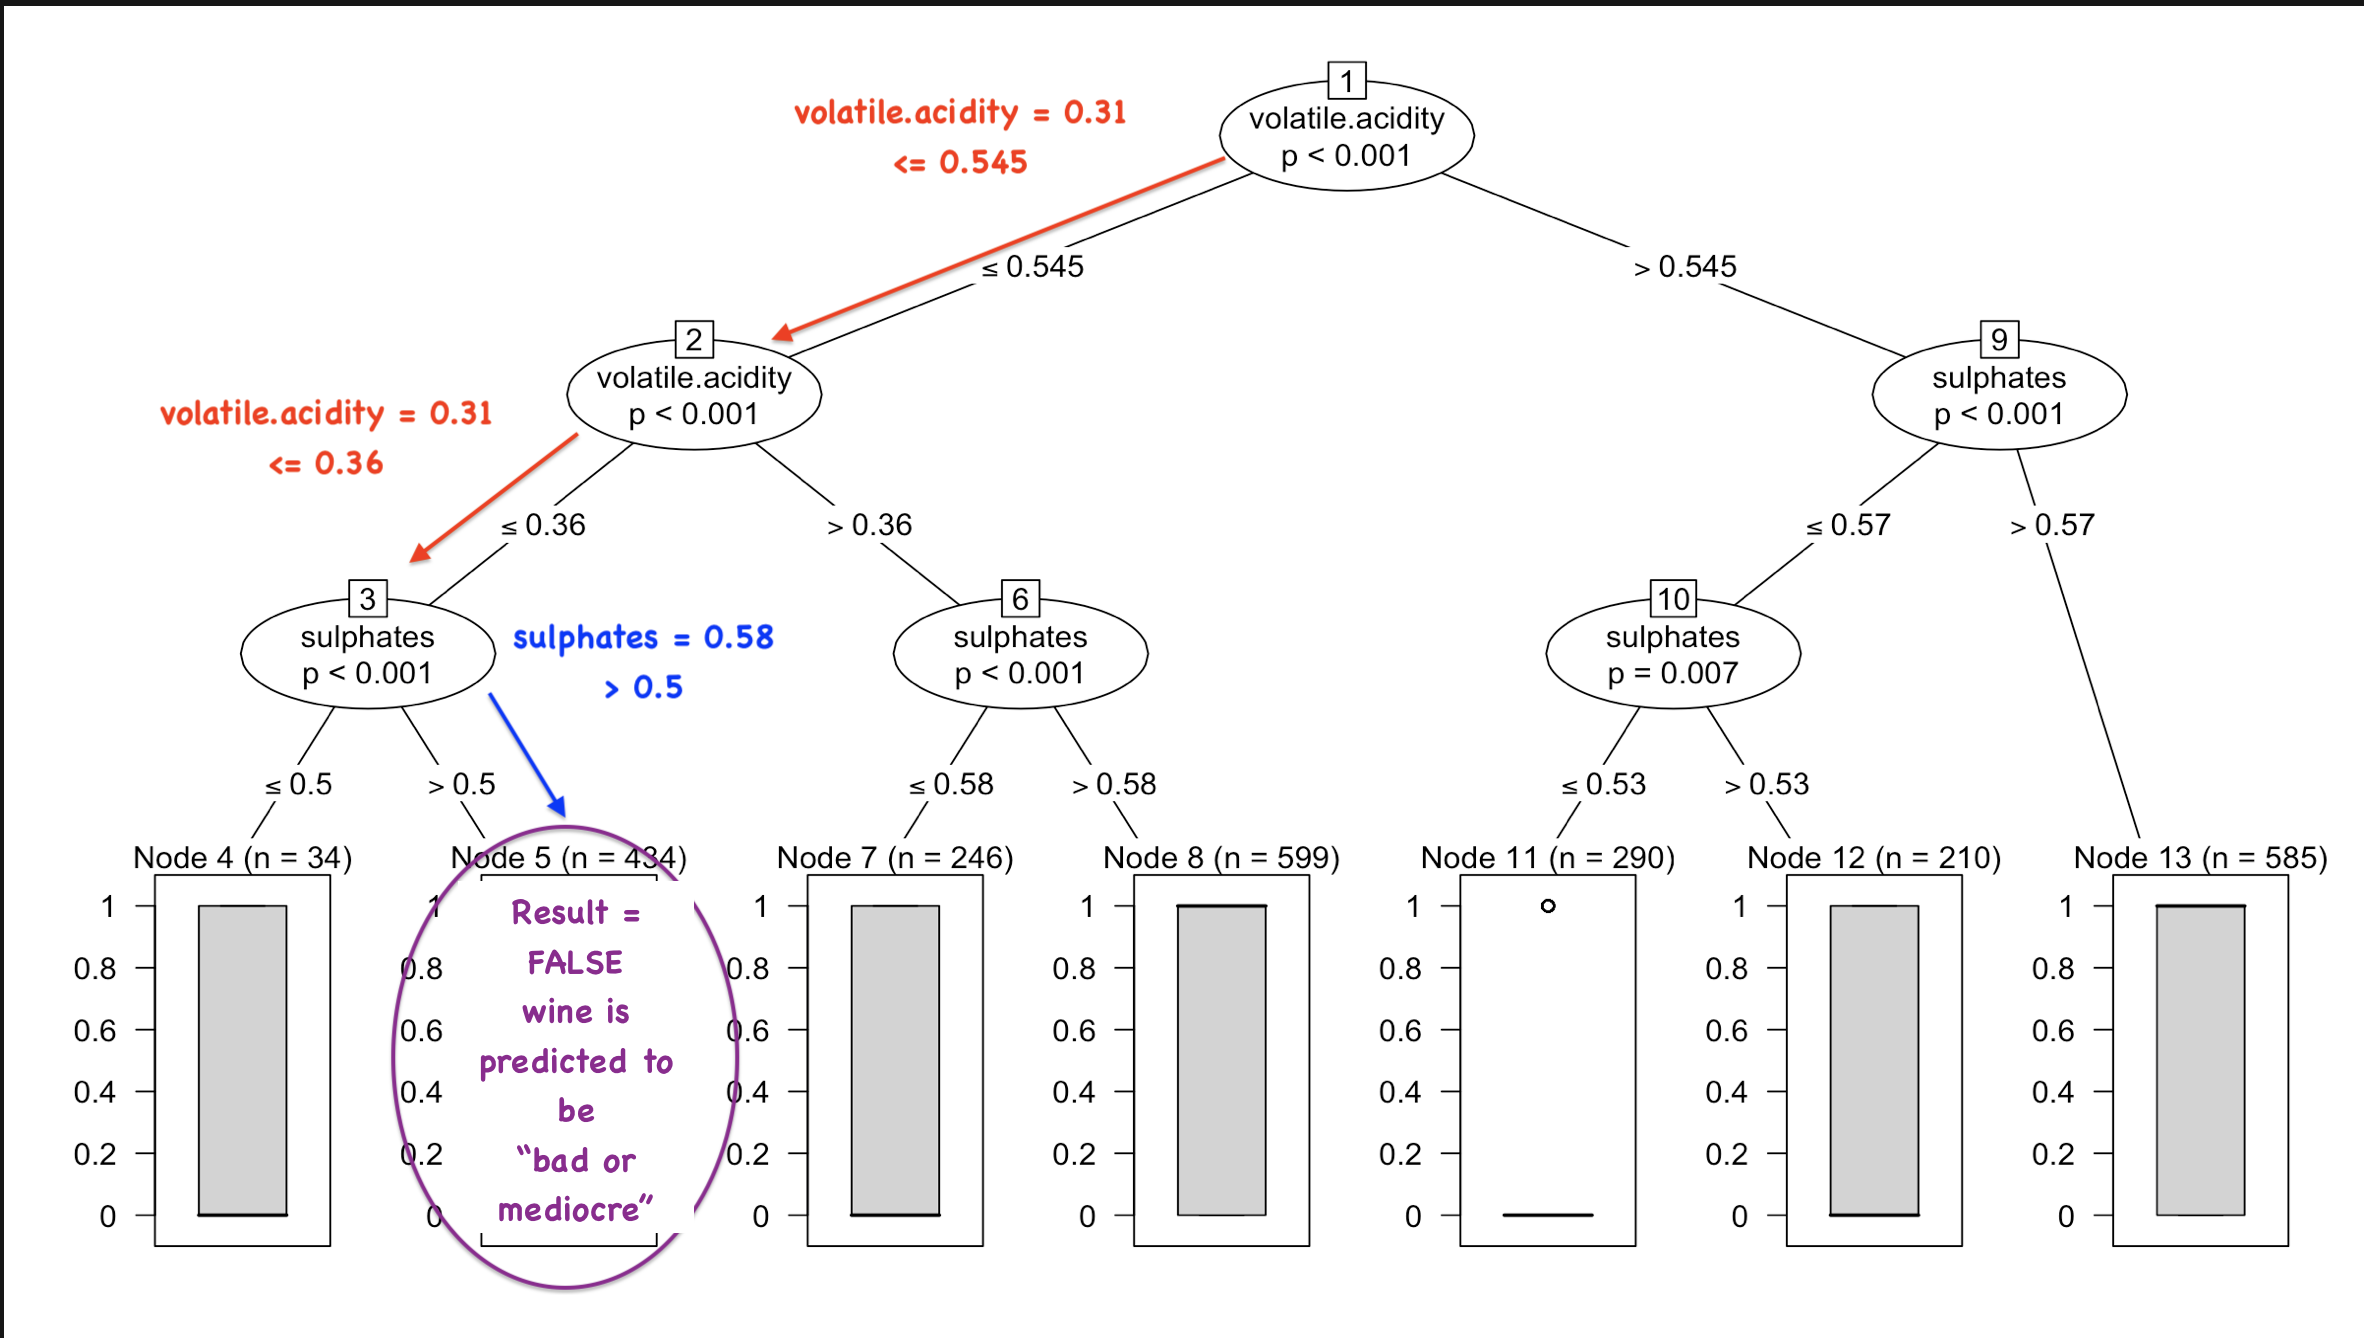 1
volatile.acidity
p < 0.001
volatile.acidity = 0.31
<= 0.545
≤ 0.545
> 0.545
2
volatile.acidity
p < 0.001
9
sulphates
p < 0.001
volatile.acidity = 0.31
<= 0.36
≤ 0.36
> 0.36
≤ 0.57
> 0.57
3
sulphates
p < 0.001
sulphates = 0.58
> 0.5
6
sulphates
p < 0.001
10
sulphates
p = 0.007
≤ 0.5
> 0.5
≤ 0.58
> 0.58
≤ 0.53
> 0.53
Node 4 (n = 34)
1
0.8
0.6
0.4
0.2
0
Node 5 (n = 434)
1
0.8
0.6
0.4
0.2
0
Result =
FALSE
wine is
predicted to
be
“bad or
mediocre”
Node 7 (n = 246)
1
0.8
0.6
0.4
0.2
0
Node 8 (n = 599)
1
0.8
0.6
0.4
0.2
0
Node 11 (n = 290)
1
0.8
0.6
0.4
0.2
0
Node 12 (n = 210)
1
0.8
0.6
0.4
0.2
0
Node 13 (n = 585)
1
0.8
0.6
0.4
0.2
0